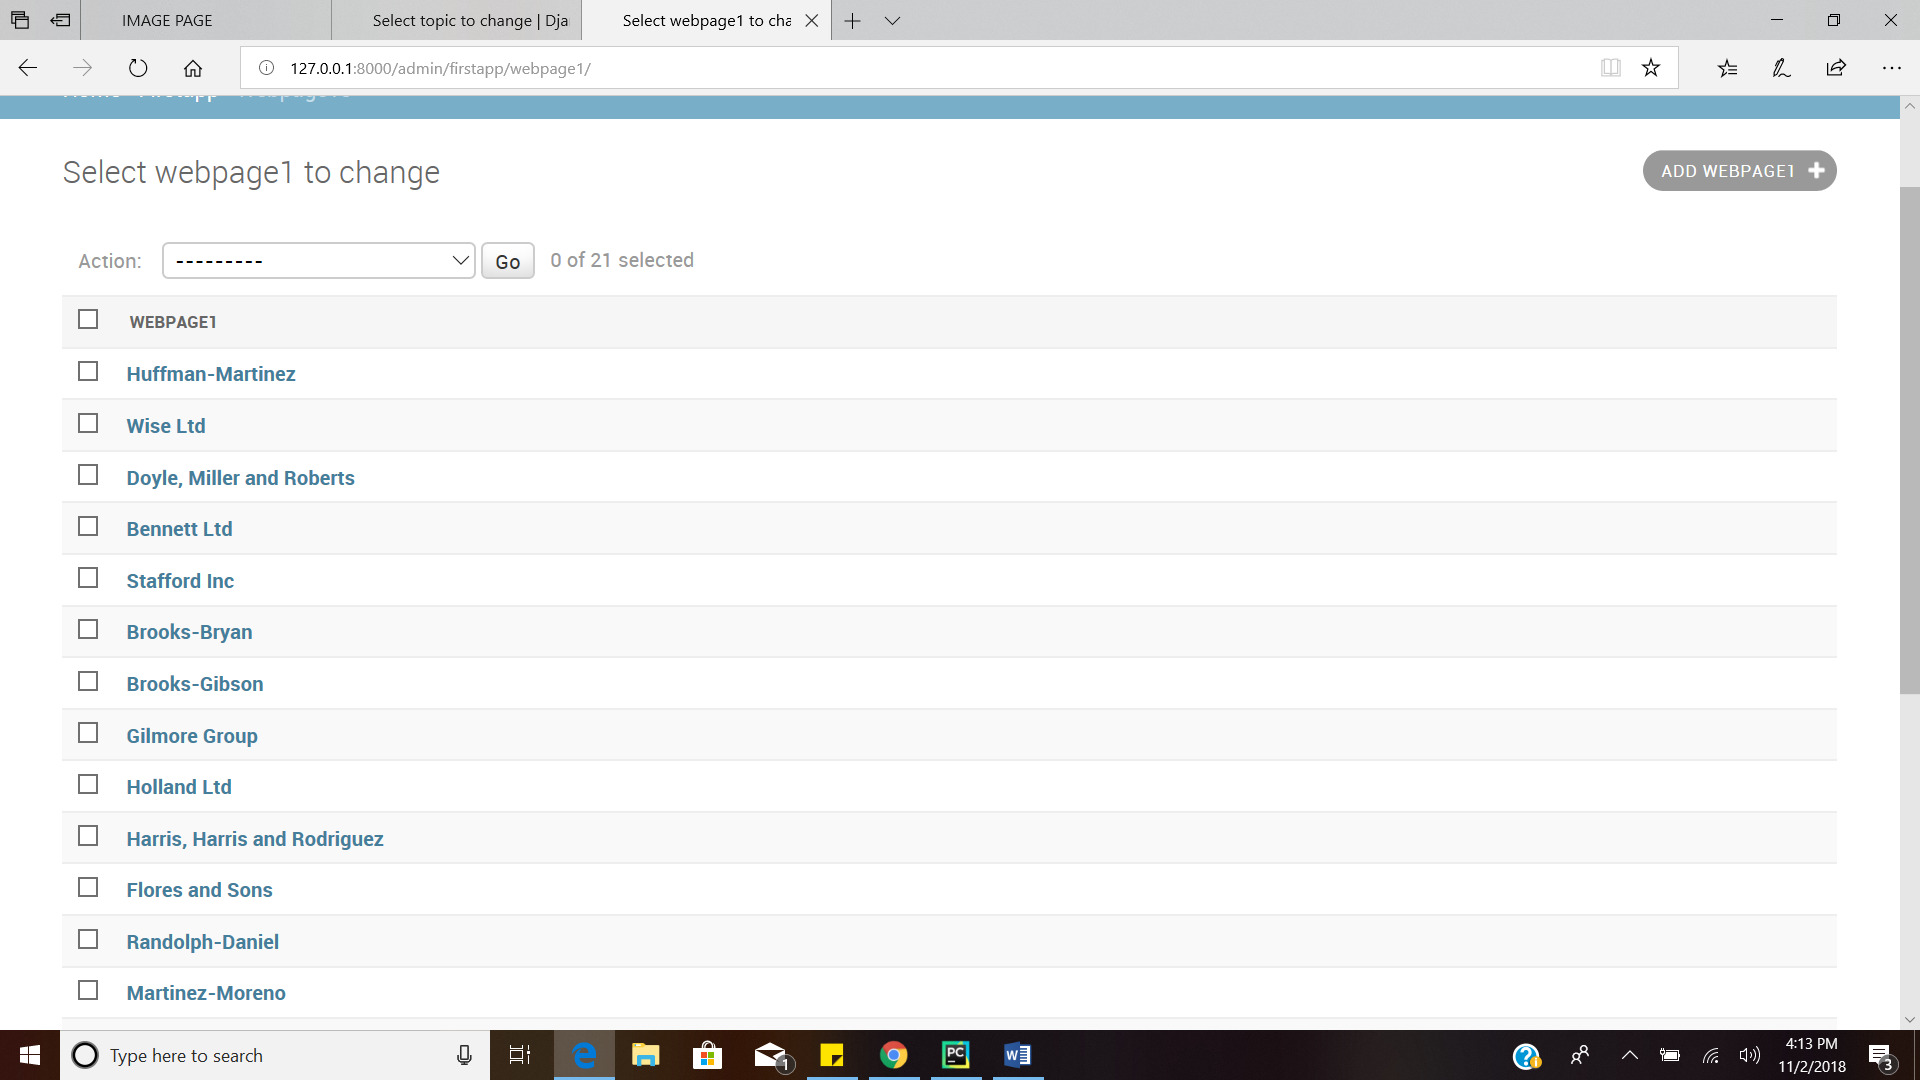 IMAGE PAGE
Select topic to change | Dja
Select webpage1 to cha
127.0.0.1:8000/admin/firstapp/webpage1/
Select webpage1 to change
ADD WEBPAGE1
Action:
---------
Go
0 of 21 selected
WEBPAGE1
Huffman-Martinez
Wise Ltd
Doyle, Miller and Roberts
Bennett Ltd
Stafford Inc
Brooks-Bryan
Brooks-Gibson
Gilmore Group
Holland Ltd
Harris, Harris and Rodriguez
Flores and Sons
Randolph-Daniel
Martinez-Moreno
Type here to search
1
PC
W
4:13 PM
11/2/2018
3